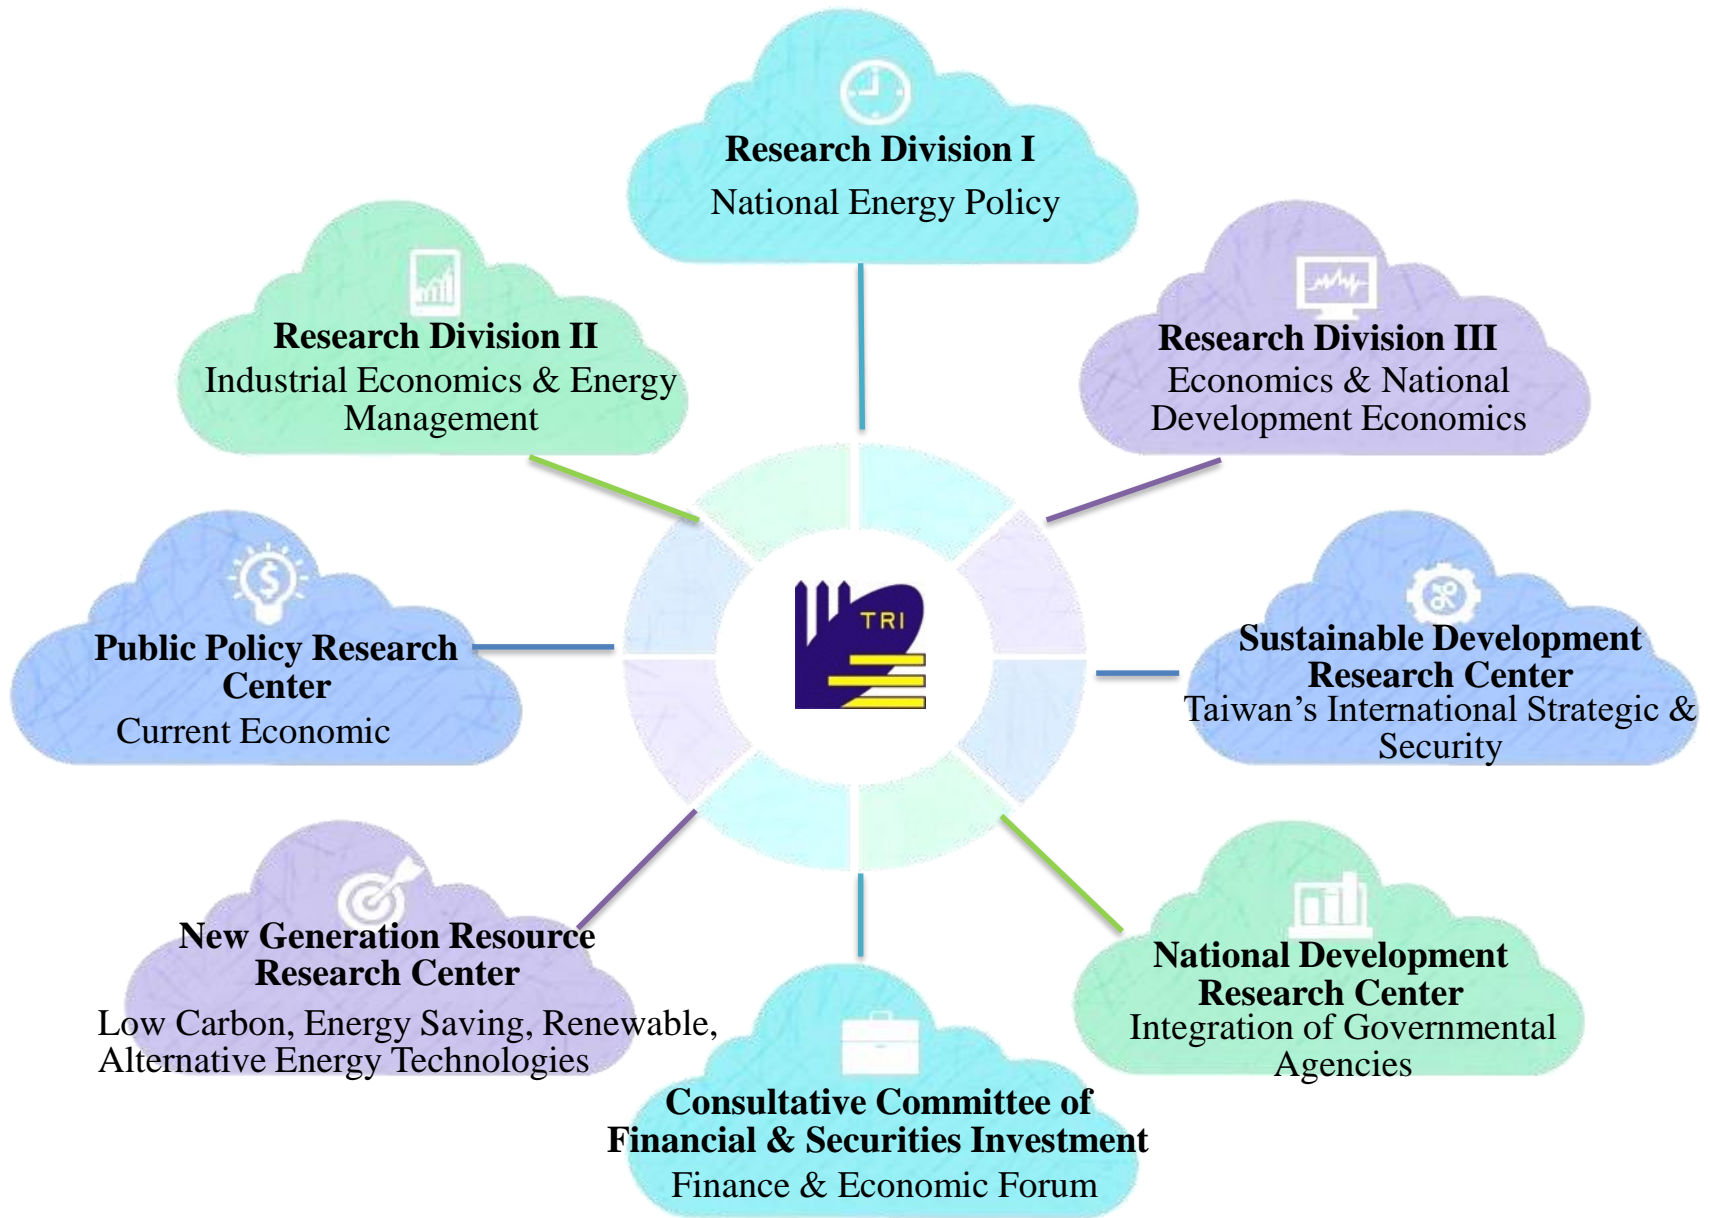 Research Division I
National Energy Policy
Research Division II
Industrial Economics & Energy
Management
Research Division III
Economics & National
Development Economics
TRI
Public Policy Research
Center
Current Economic
Sustainable Development
Research Center
Taiwan’s International Strategic &
Security
New Generation Resource
Research Center
Low Carbon, Energy Saving, Renewable,
Alternative Energy Technologies
National Development
Research Center
Integration of Governmental
Agencies
Consultative Committee of
Financial & Securities Investment
Finance & Economic Forum